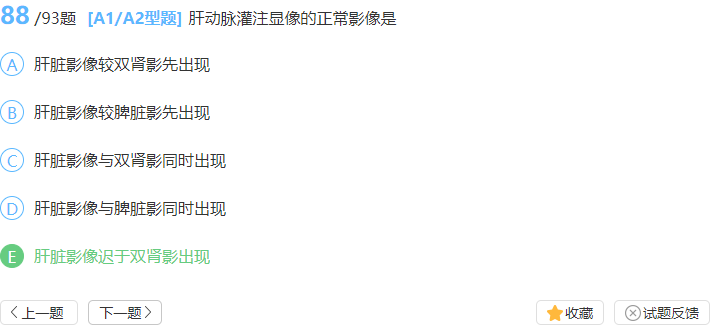 88/93题 [A1/A2型题] 肝动脉灌注显像的正常影像是
A 肝脏影像较双肾影先出现
B 肝脏影像较脾脏影先出现
C 肝脏影像与双肾影同时出现
D 肝脏影像与脾脏影同时出现
E 肝脏影像迟于双肾影出现
上一题 下一题 收藏 试题反馈